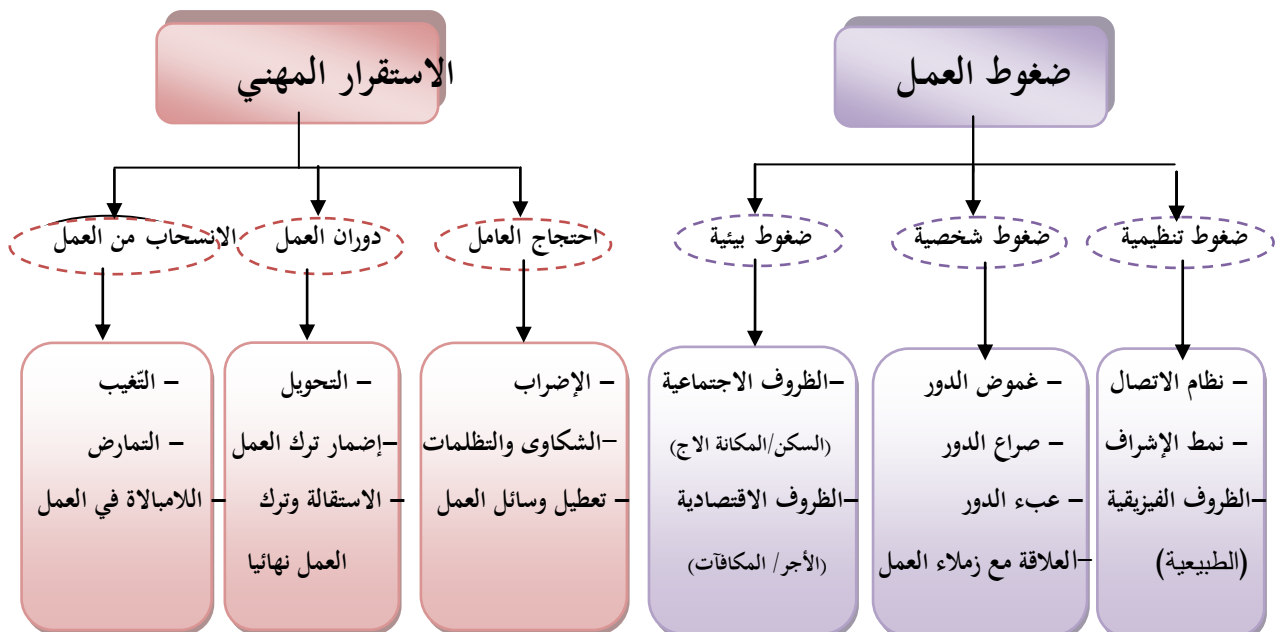 ضغوط العمل
الاستقرار المهني
ضغوط تنظيمية
ضغوط شخصية
ضغوط بيئية
احتجاج العامل
دوران العمل
الانسحاب من العمل
– نظام الاتصال
– نمط الإشراف
–الظروف الفيزيقية
(الطبيعية)
– غموض الدور
– صراع الدور
– عبء الدور
–العلاقة مع زملاء العمل
–الظروف الاجتماعية
(السكن/المكانة الاج)
–الظروف الاقتصادية
(الأجر/ المكافآت)
– الإضراب
–الشكاوى والتظلمات
– تعطيل وسائل العمل
– التحويل
–إضمار ترك العمل
– الاستقالة وترك
العمل نهائيا
– التّغيب
– التمارض
– اللامبالاة في العمل